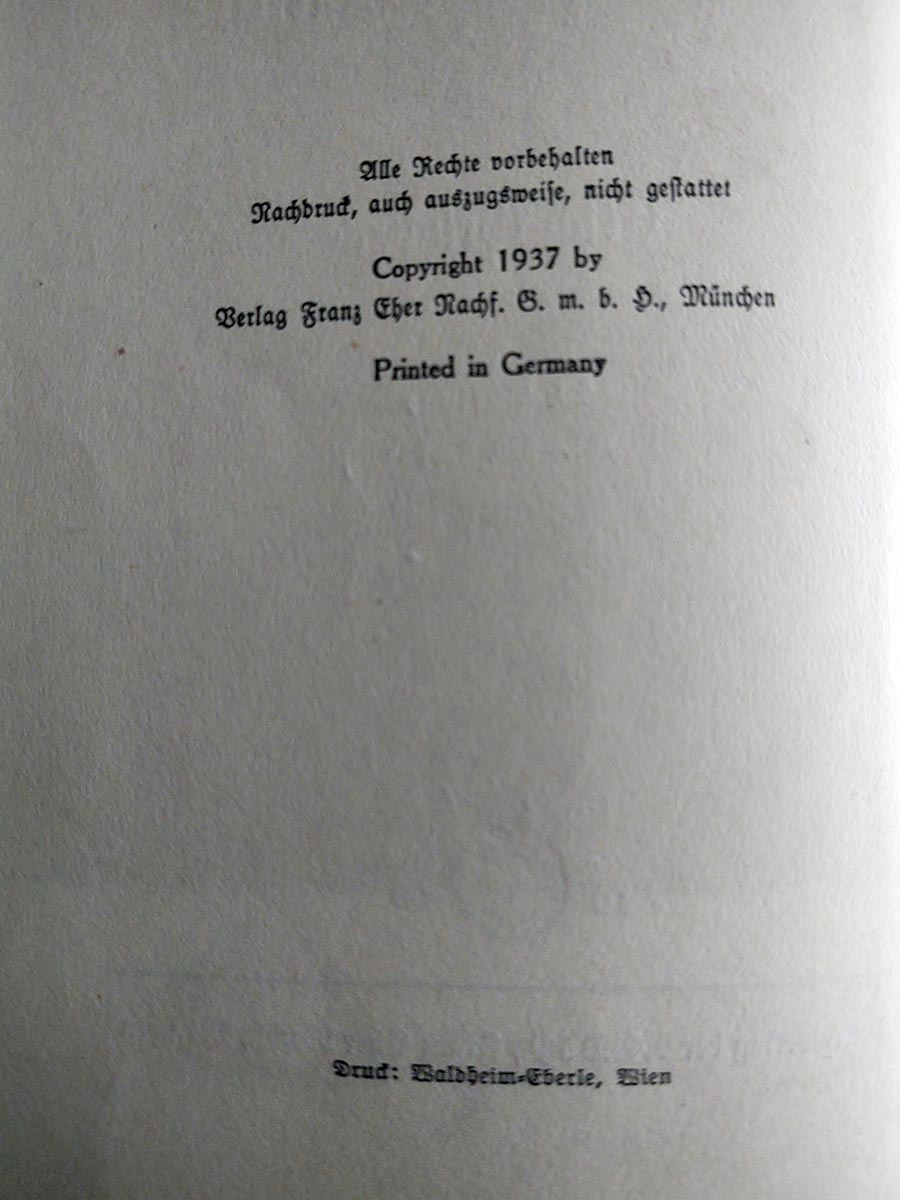 Alle Rechte vorbehalten
Nachdruck, auch auszugsweise, nicht gestattet
Copyright 1937 by
Verlag Franz Eher Nachf. G. m. b. H., München
Printed in Germany
Druck: Waldheim-Eberle, Wien